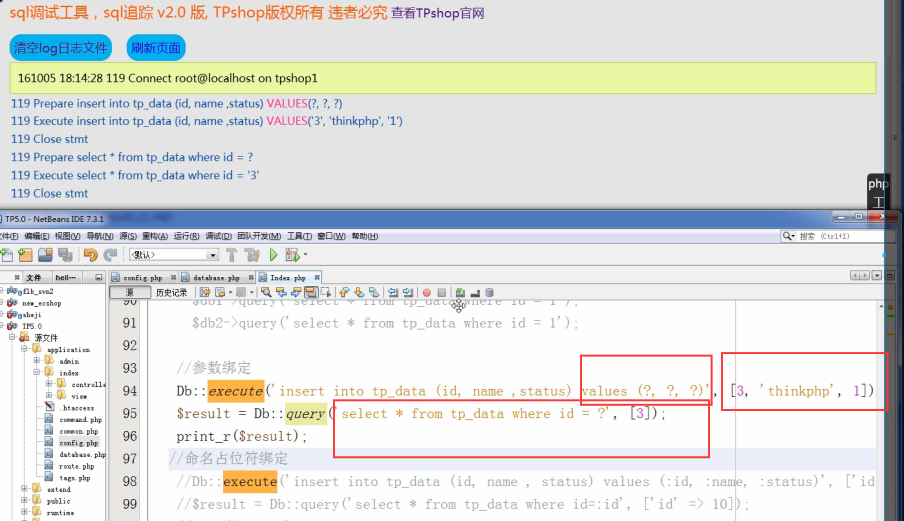 sql调试工具，sql追踪 v2.0 版, TPshop版权所有 违者必究 查看TPshop官网
清空log日志文件 刷新页面
161005 18:14:28 119 Connect root@localhost on tpshop1
119 Prepare insert into tp_data (id, name ,status) VALUES(?, ?, ?)
119 Execute insert into tp_data (id, name ,status) VALUES('3', 'thinkphp', '1')
119 Close stmt
119 Prepare select * from tp_data where id = ?
119 Execute select * from tp_data where id = '3'
119 Close stmt
php
工
TP5.0 - NetBeans IDE 7.3.1
文件(F) 编辑(E) 视图(V) 导航(N) 源(S) 重构(A) 运行(R) 调试(D) 团队开发(M) 工具(T) 窗口(W) 帮助(H)
搜索 (Ctrl+I)
<默认>
文件 hell...
config.php database.php Index.php
源 历史记录
flb_svn2
new_ecshop
sheji
TP5.0
源文件
application
admin
index
controlle
view
.htaccess
command.php
common.php
config.php
database.php
route.php
tags.php
extend
public
runtime
90 $db1->query('select * from tp_data where id = 1');
91 $db2->query('select * from tp_data where id = 1');
92
93 //参数绑定
94 Db::execute('insert into tp_data (id, name ,status) values (?, ?, ?)', [3, 'thinkphp', 1])
95 $result = Db::query('select * from tp_data where id = ?', [3]);
96 print_r($result);
97 //命名占位符绑定
98 //Db::execute('insert into tp_data (id, name , status) values (:id, :name, :status)', ['id
99 //$result = Db::query('select * from tp_data where id=:id', ['id' => 10]);